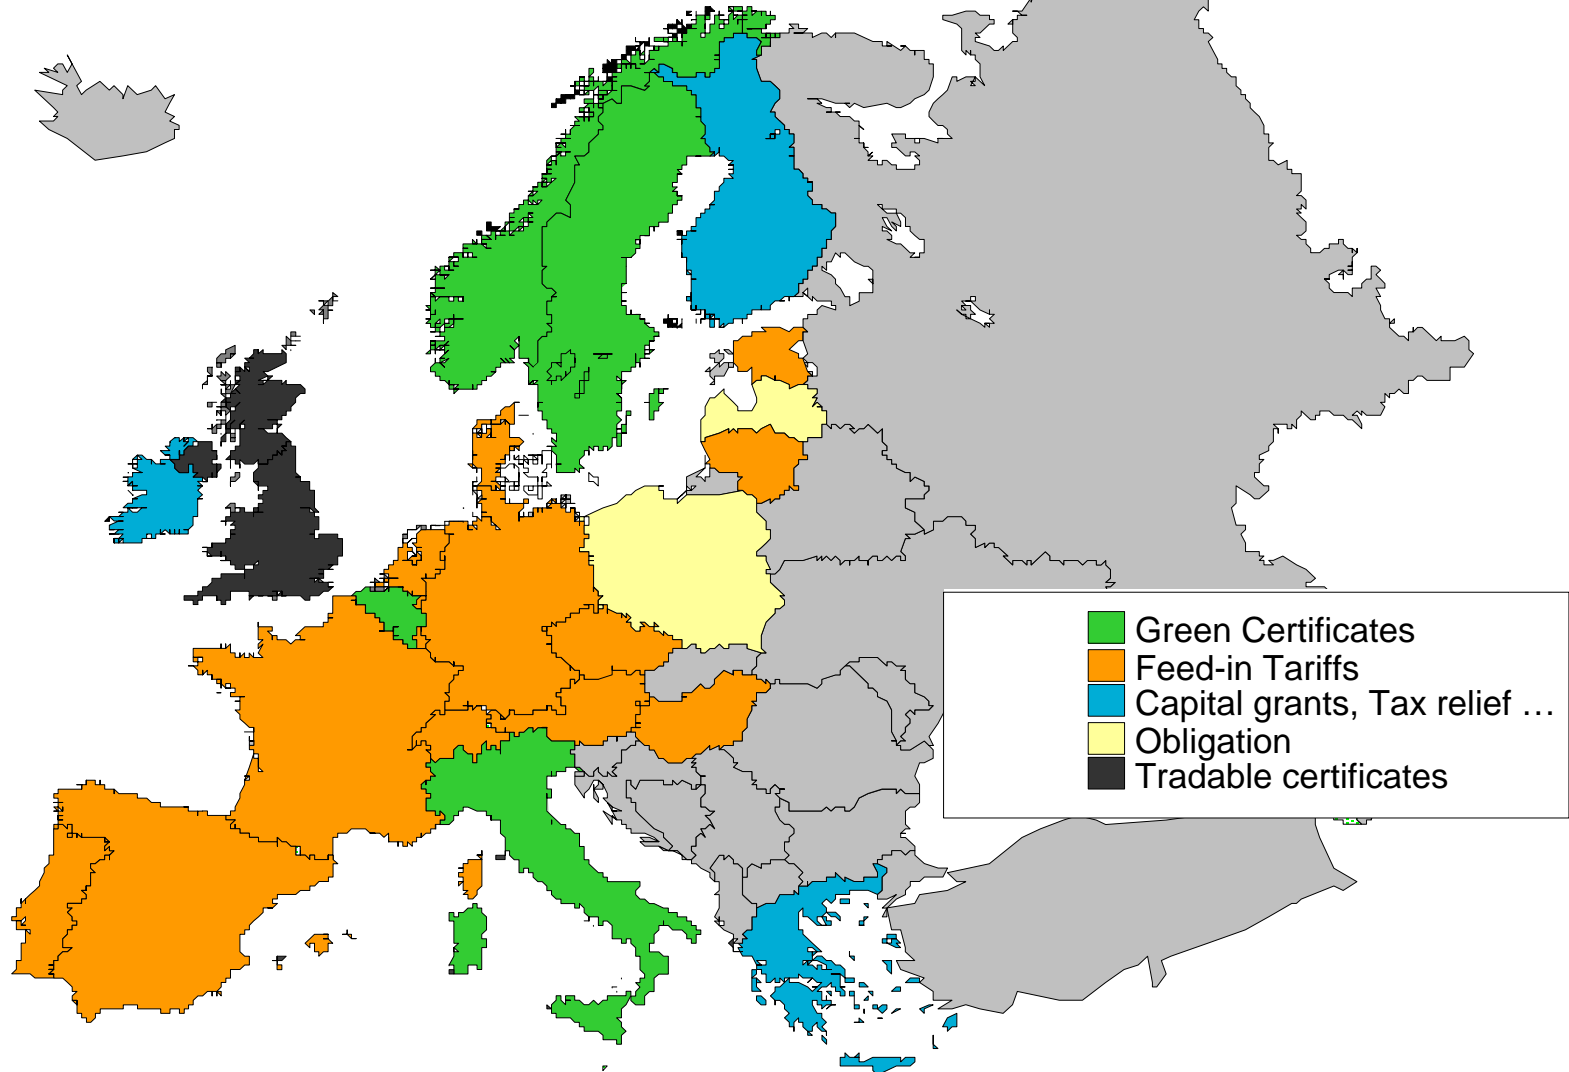 Green Certificates
Feed-in Tariffs
Capital grants, Tax relief …
Obligation
Tradable certificates